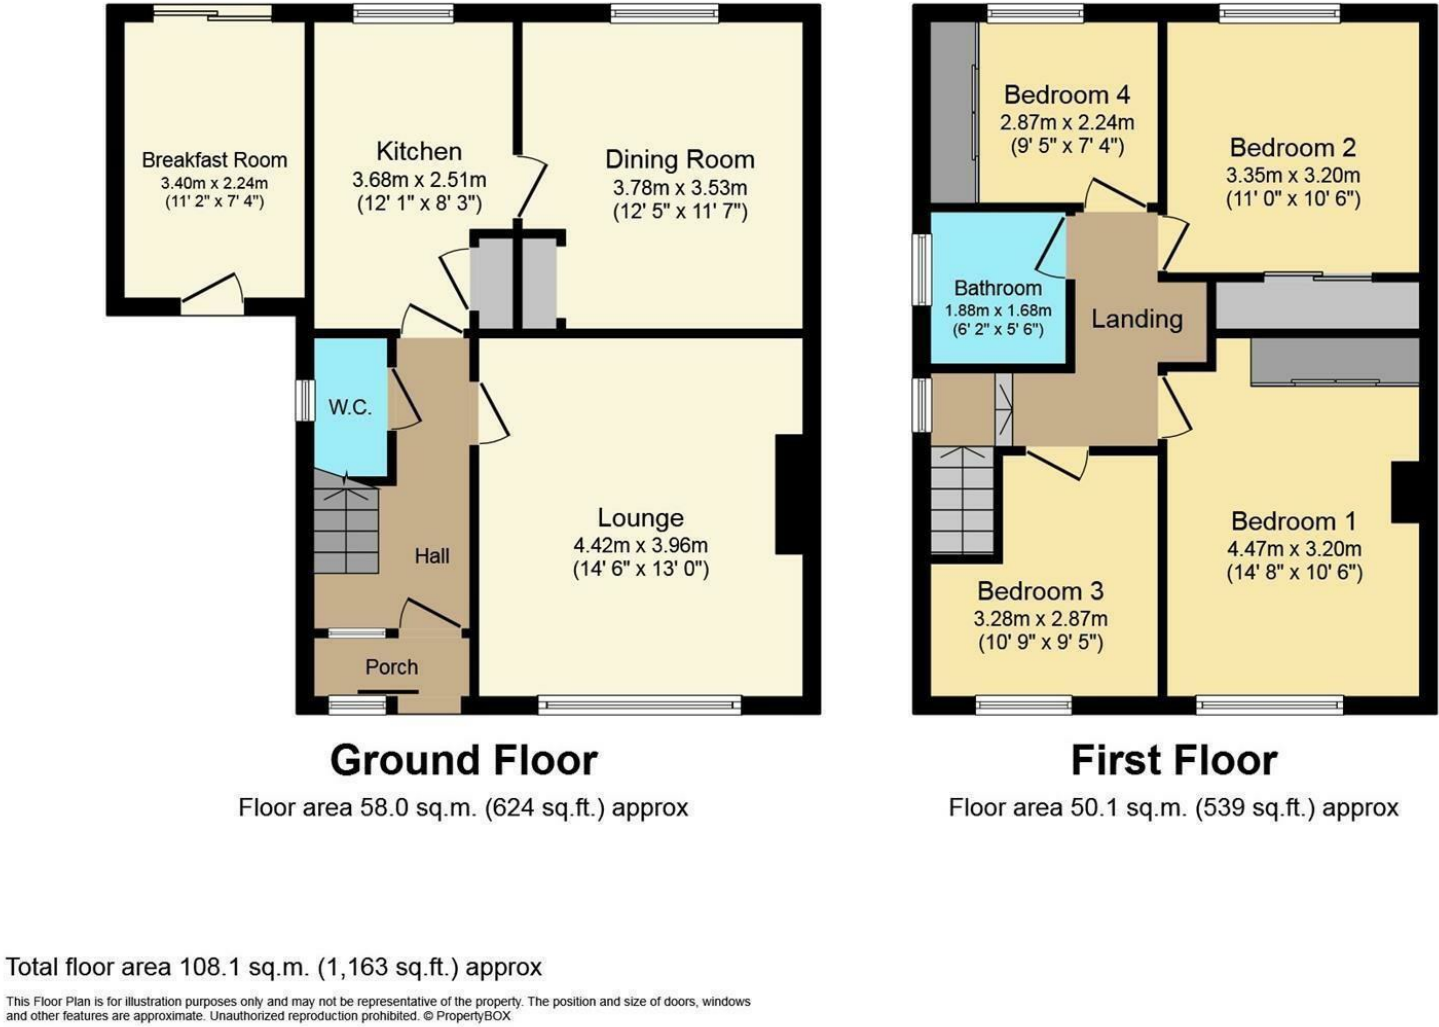 Breakfast Room
3.40m x 2.24m
(11' 2" x 7' 4")
Kitchen
3.68m x 2.51m
(12' 1" x 8' 3")
Dining Room
3.78m x 3.53m
(12' 5" x 11' 7")
W.C.
Hall
Porch
Lounge
4.42m x 3.96m
(14' 6" x 13' 0")
Ground Floor
Floor area 58.0 sq.m. (624 sq.ft.) approx
Bedroom 4
2.87m x 2.24m
(9' 5" x 7' 4")
Bedroom 2
3.35m x 3.20m
(11' 0" x 10' 6")
Bathroom
1.88m x 1.68m
(6' 2" x 5' 6")
Landing
Bedroom 1
4.47m x 3.20m
(14' 8" x 10' 6")
Bedroom 3
3.28m x 2.87m
(10' 9" x 9' 5")
First Floor
Floor area 50.1 sq.m. (539 sq.ft.) approx
Total floor area 108.1 sq.m. (1,163 sq.ft.) approx
This Floor Plan is for illustration purposes only and may not be representative of the property. The position and size of doors, windows
and other features are approximate. Unauthorized reproduction prohibited. © PropertyBOX